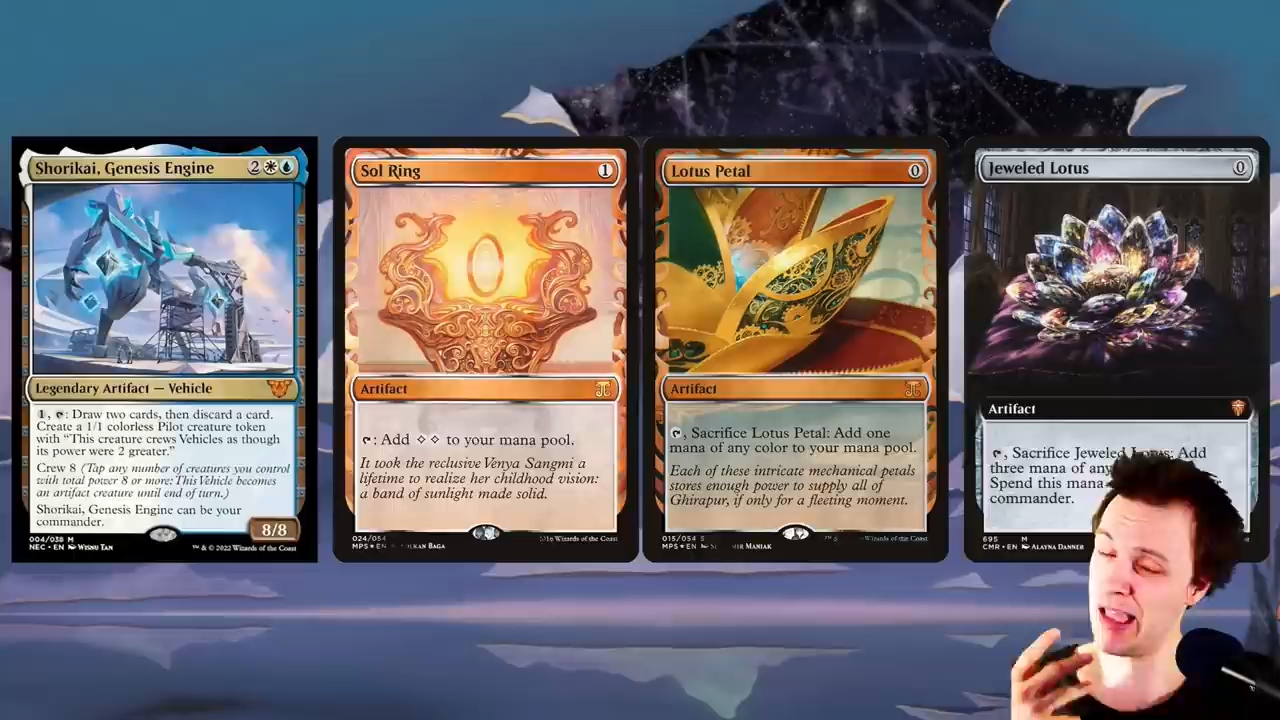 Shorikai, Genesis Engine 2
Legendary Artifact — Vehicle
1, : Draw two cards, then discard a card.
Create a 1/1 colorless Pilot creature token
with "This creature crews Vehicles as though
its power were 2 greater."
Crew 8 (Tap any number of creatures you control
with total power 8 or more: This Vehicle becomes
an artifact creature until end of turn.)
Shorikai, Genesis Engine can be your
commander.
8/8
004/038 M
NEC • EN WISNU TAN
™ & © 2022 Wizards of the Coast
Sol Ring 1
Artifact
: Add to your mana pool.
It took the reclusive Venya Sangmi a
lifetime to realize her childhood vision:
a band of sunlight made solid.
024/054
MPS EN BAGA
Wizards of the Coast
Lotus Petal 0
Artifact
, Sacrifice Lotus Petal: Add one
mana of any color to your mana pool.
Each of these intricate mechanical petals
stores enough power to supply all of
Ghirapur, if only for a fleeting moment.
015/054 S
MPS EN MANIAK
Wizards of the Coast
Jeweled Lotus 0
Artifact
, Sacrifice Jeweled Lotus: Add
three mana of any
Spend this mana
commander.
695 M
CMR • EN ALAYNA DANNER